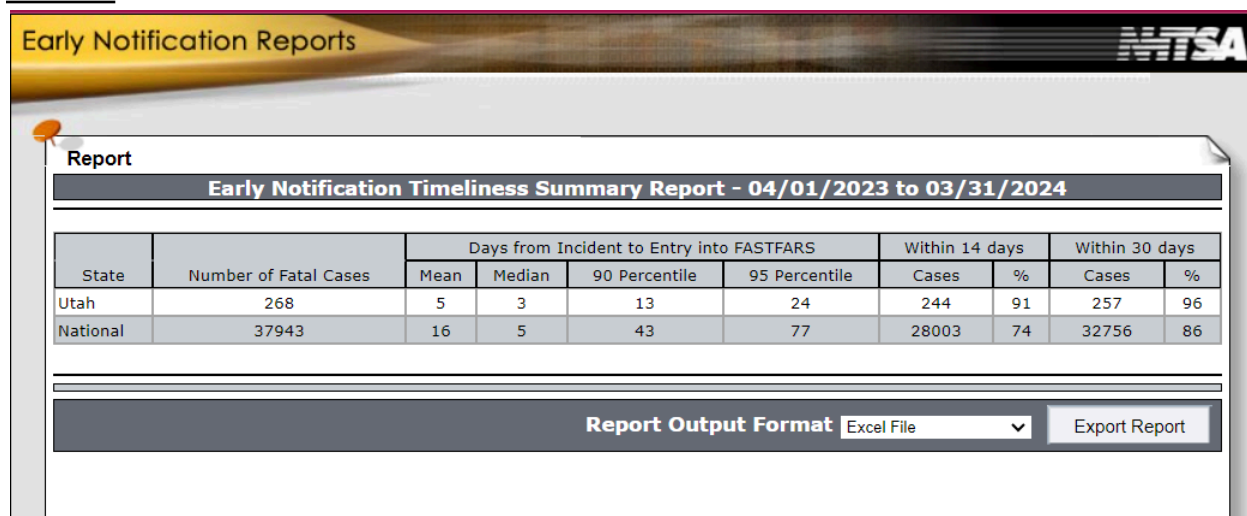 Early Notification Reports
NHTSA
Report
Early Notification Timeliness Summary Report - 04/01/2023 to 03/31/2024
Days from Incident to Entry into FASTFARS Within 14 days Within 30 days
State Number of Fatal Cases Mean Median 90 Percentile 95 Percentile Cases % Cases %
Utah 268 5 3 13 24 244 91 257 96
National 37943 16 5 43 77 28003 74 32756 86
Report Output Format Excel File Export Report